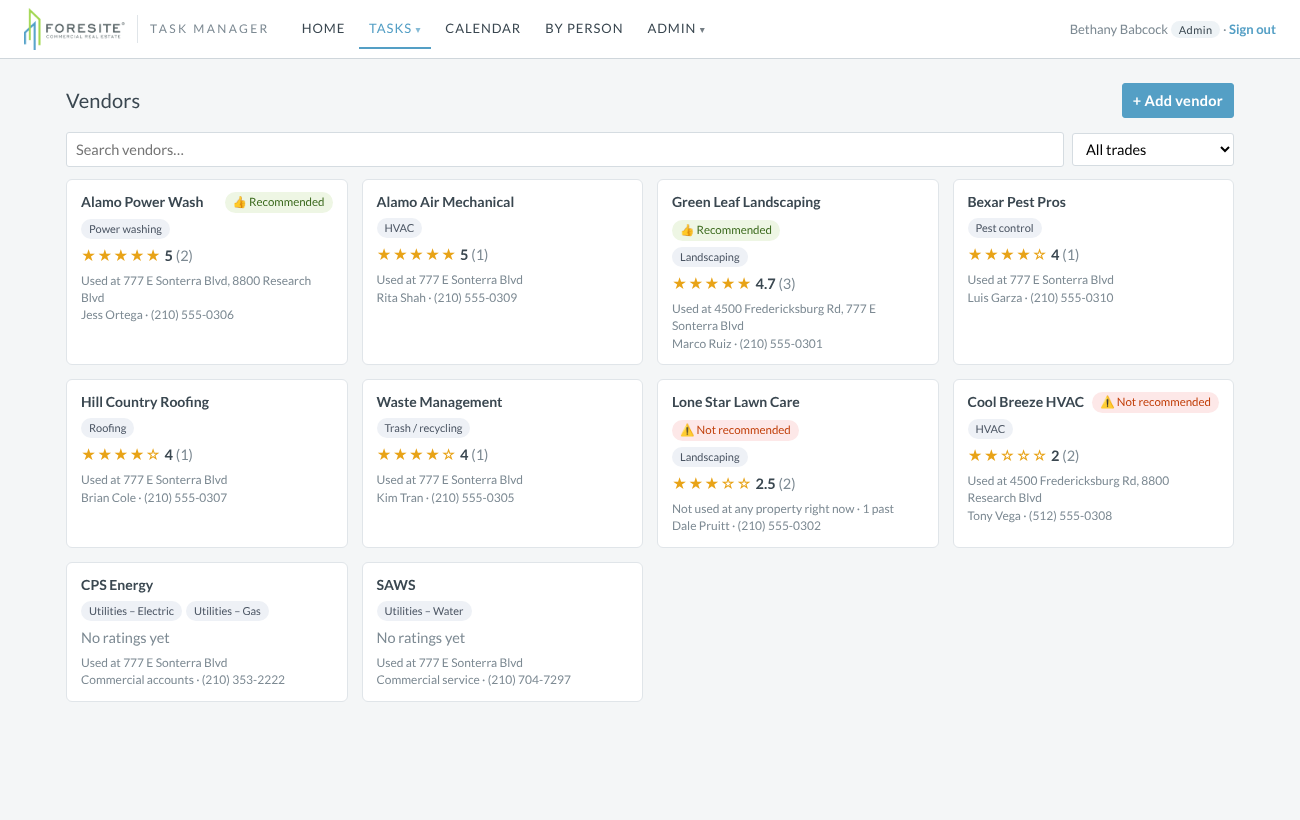 FORESITE
COMMERCIAL REAL ESTATE
TASK MANAGER
HOME
TASKS ▾
CALENDAR
BY PERSON
ADMIN ▾
Bethany Babcock Admin · Sign out
Vendors
+ Add vendor
Search vendors...
All trades
Alamo Power Wash
👍 Recommended
Power washing
★★★★★ 5 (2)
Used at 777 E Sonterra Blvd, 8800 Research
Blvd
Jess Ortega · (210) 555-0306
Alamo Air Mechanical
HVAC
★★★★★ 5 (1)
Used at 777 E Sonterra Blvd
Rita Shah · (210) 555-0309
Green Leaf Landscaping
👍 Recommended
Landscaping
★★★★★ 4.7 (3)
Used at 4500 Fredericksburg Rd, 777 E
Sonterra Blvd
Marco Ruiz · (210) 555-0301
Bexar Pest Pros
Pest control
★★★★☆ 4 (1)
Used at 777 E Sonterra Blvd
Luis Garza · (210) 555-0310
Hill Country Roofing
Roofing
★★★★☆ 4 (1)
Used at 777 E Sonterra Blvd
Brian Cole · (210) 555-0307
Waste Management
Trash / recycling
★★★★☆ 4 (1)
Used at 777 E Sonterra Blvd
Kim Tran · (210) 555-0305
Lone Star Lawn Care
⚠️ Not recommended
Landscaping
★★★☆☆ 2.5 (2)
Not used at any property right now · 1 past
Dale Pruitt · (210) 555-0302
Cool Breeze HVAC
⚠️ Not recommended
HVAC
★★☆☆☆ 2 (2)
Used at 4500 Fredericksburg Rd, 8800
Research Blvd
Tony Vega · (512) 555-0308
CPS Energy
Utilities – Electric
Utilities – Gas
No ratings yet
Used at 777 E Sonterra Blvd
Commercial accounts · (210) 353-2222
SAWS
Utilities – Water
No ratings yet
Used at 777 E Sonterra Blvd
Commercial service · (210) 704-7297